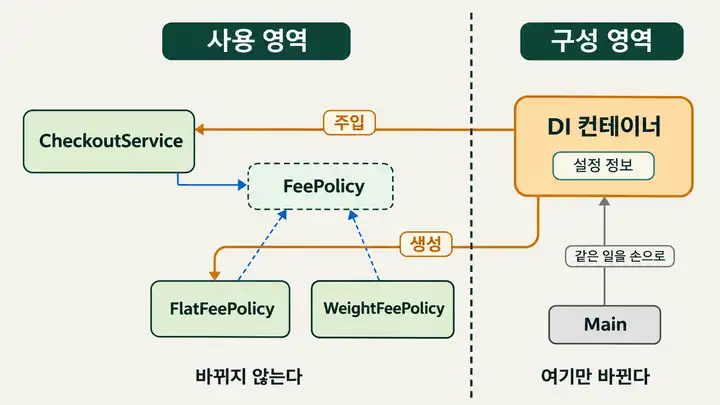 사용 영역
구성 영역
CheckoutService
주입
DI 컨테이너
설정 정보
FeePolicy
생성
같은 일을 손으로
FlatFeePolicy
WeightFeePolicy
Main
바뀌지 않는다
여기만 바뀐다